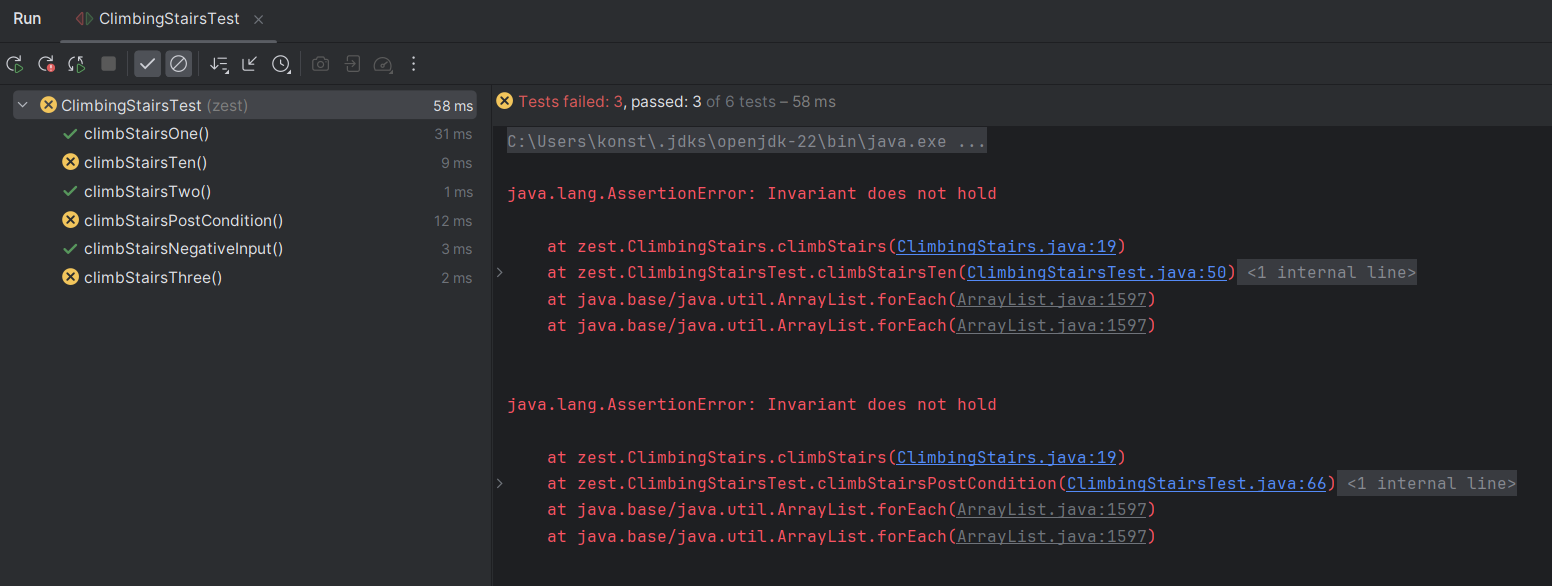 Run ClimbingStairsTest
ClimbingStairsTest (zest) 58 ms
climbStairsOne() 31 ms
climbStairsTen() 9 ms
climbStairsTwo() 1 ms
climbStairsPostCondition() 12 ms
climbStairsNegativeInput() 3 ms
climbStairsThree() 2 ms
Tests failed: 3, passed: 3 of 6 tests – 58 ms
C:\Users\konst\.jdks\openjdk-22\bin\java.exe ...
java.lang.AssertionError: Invariant does not hold
at zest.ClimbingStairs.climbStairs(ClimbingStairs.java:19)
at zest.ClimbingStairsTest.climbStairsTen(ClimbingStairsTest.java:50) <1 internal line>
at java.base/java.util.ArrayList.forEach(ArrayList.java:1597)
at java.base/java.util.ArrayList.forEach(ArrayList.java:1597)
java.lang.AssertionError: Invariant does not hold
at zest.ClimbingStairs.climbStairs(ClimbingStairs.java:19)
at zest.ClimbingStairsTest.climbStairsPostCondition(ClimbingStairsTest.java:66) <1 internal line>
at java.base/java.util.ArrayList.forEach(ArrayList.java:1597)
at java.base/java.util.ArrayList.forEach(ArrayList.java:1597)